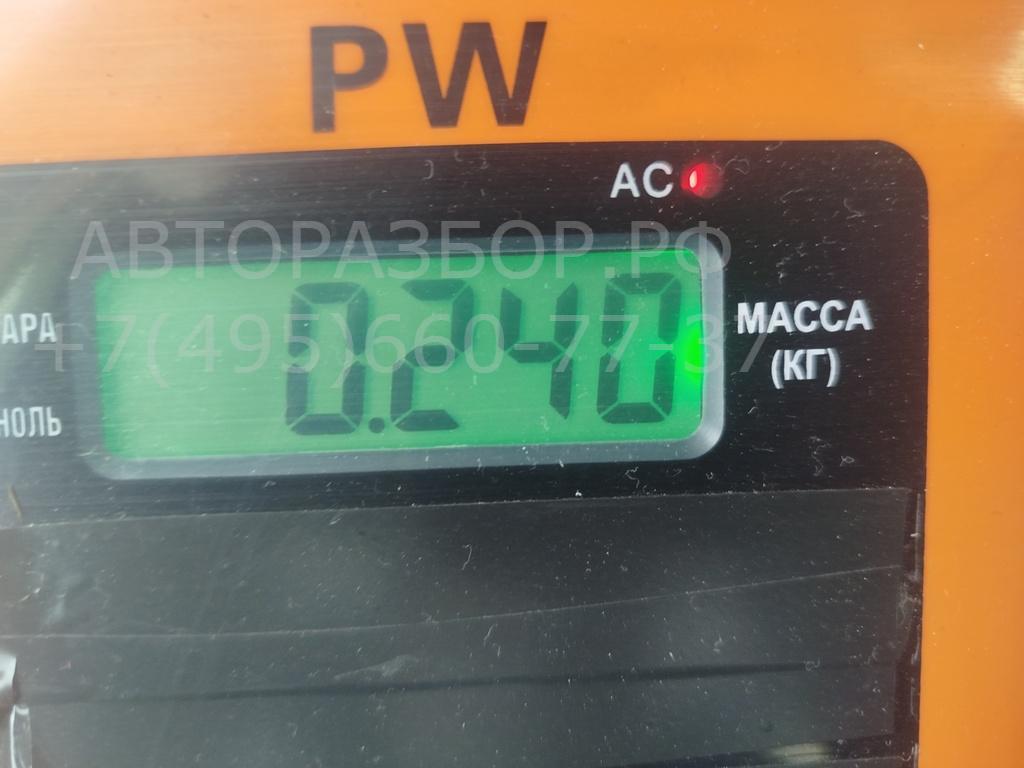 PW
AC
АВТОРАЗБОР.РФ
+7(495)660-77-37
АРА
0.240
МАССА
(КГ)
НОЛЬ